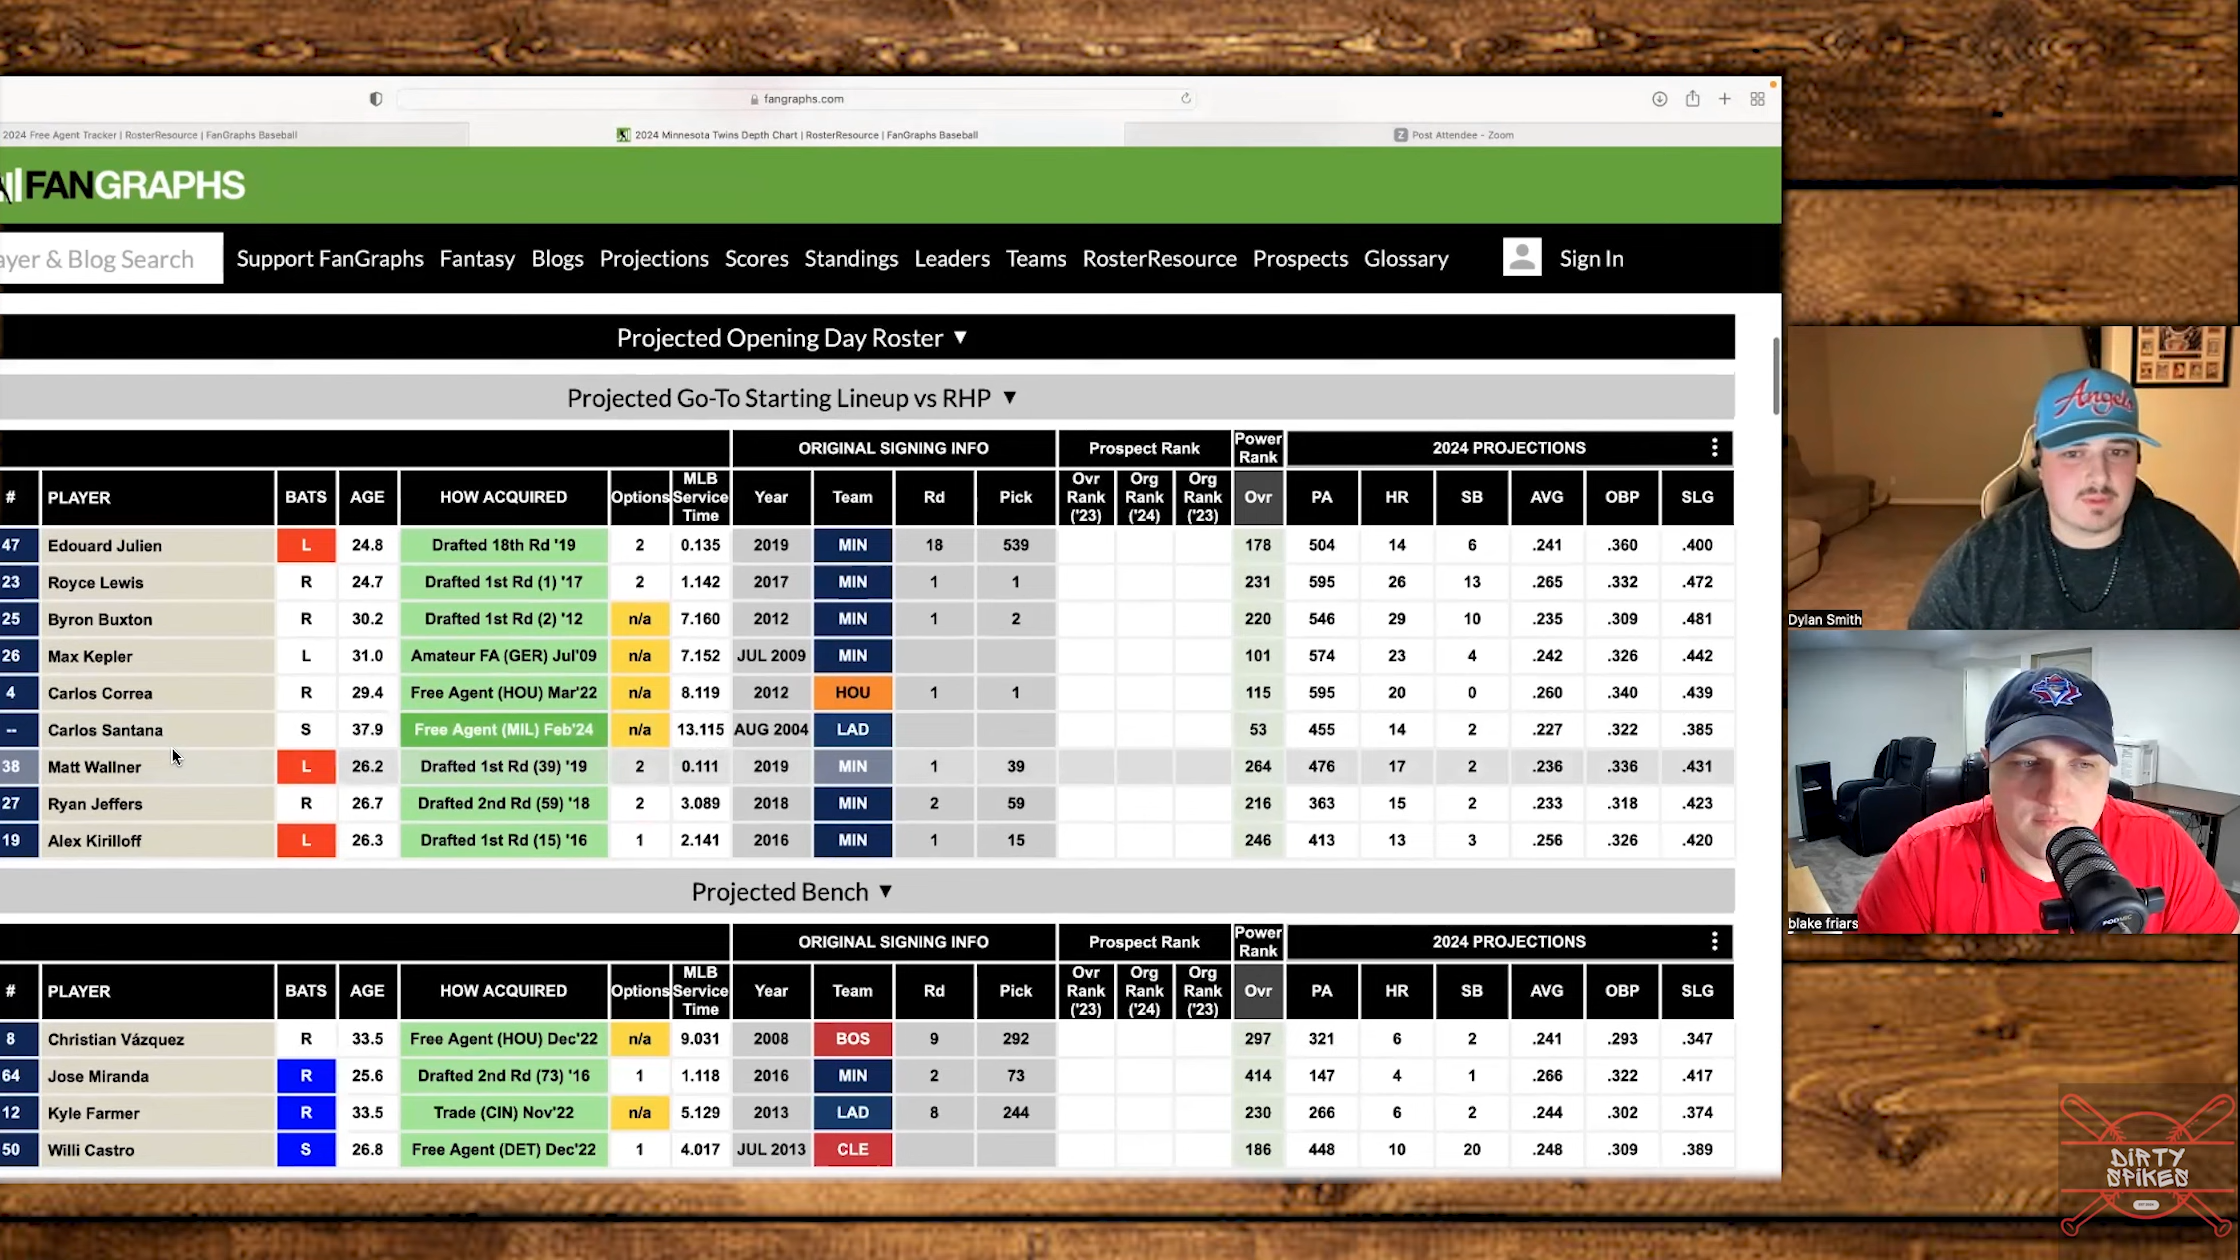 fangraphs.com
2024 Free Agent Tracker | RosterResource | FanGraphs Baseball
2024 Minnesota Twins Depth Chart | RosterResource | FanGraphs Baseball
Z Post Attendee - Zoom
FANGRAPHS
ayer & Blog Search Support FanGraphs Fantasy Blogs Projections Scores Standings Leaders Teams RosterResource Prospects Glossary Sign In
Projected Opening Day Roster ▼
Projected Go-To Starting Lineup vs RHP ▼
ORIGINAL SIGNING INFO Prospect Rank Power Rank 2024 PROJECTIONS
# PLAYER BATS AGE HOW ACQUIRED Options MLB Service Time Year Team Rd Pick Ovr Rank ('23) Org Rank ('24) Org Rank ('23) Ovr PA HR SB AVG OBP SLG
47 Edouard Julien L 24.8 Drafted 18th Rd '19 2 0.135 2019 MIN 18 539 178 504 14 6 .241 .360 .400
23 Royce Lewis R 24.7 Drafted 1st Rd (1) '17 2 1.142 2017 MIN 1 1 231 595 26 13 .265 .332 .472
25 Byron Buxton R 30.2 Drafted 1st Rd (2) '12 n/a 7.160 2012 MIN 1 2 220 546 29 10 .235 .309 .481
26 Max Kepler L 31.0 Amateur FA (GER) Jul'09 n/a 7.152 JUL 2009 MIN 101 574 23 4 .242 .326 .442
4 Carlos Correa R 29.4 Free Agent (HOU) Mar'22 n/a 8.119 2012 HOU 1 1 115 595 20 0 .260 .340 .439
-- Carlos Santana S 37.9 Free Agent (MIL) Feb'24 n/a 13.115 AUG 2004 LAD 53 455 14 2 .227 .322 .385
38 Matt Wallner L 26.2 Drafted 1st Rd (39) '19 2 0.111 2019 MIN 1 39 264 476 17 2 .236 .336 .431
27 Ryan Jeffers R 26.7 Drafted 2nd Rd (59) '18 2 3.089 2018 MIN 2 59 216 363 15 2 .233 .318 .423
19 Alex Kirilloff L 26.3 Drafted 1st Rd (15) '16 1 2.141 2016 MIN 1 15 246 413 13 3 .256 .326 .420
Projected Bench ▼
ORIGINAL SIGNING INFO Prospect Rank Power Rank 2024 PROJECTIONS
# PLAYER BATS AGE HOW ACQUIRED Options MLB Service Time Year Team Rd Pick Ovr Rank ('23) Org Rank ('24) Org Rank ('23) Ovr PA HR SB AVG OBP SLG
8 Christian Vázquez R 33.5 Free Agent (HOU) Dec'22 n/a 9.031 2008 BOS 9 292 297 321 6 2 .241 .293 .347
64 Jose Miranda R 25.6 Drafted 2nd Rd (73) '16 1 1.118 2016 MIN 2 73 414 147 4 1 .266 .322 .417
12 Kyle Farmer R 33.5 Trade (CIN) Nov'22 n/a 5.129 2013 LAD 8 244 230 266 6 2 .244 .302 .374
50 Willi Castro S 26.8 Free Agent (DET) Dec'22 1 4.017 JUL 2013 CLE 186 448 10 20 .248 .309 .389
Angels
Dylan Smith
PODMIC
blake friars
DIRTY
SPIKES